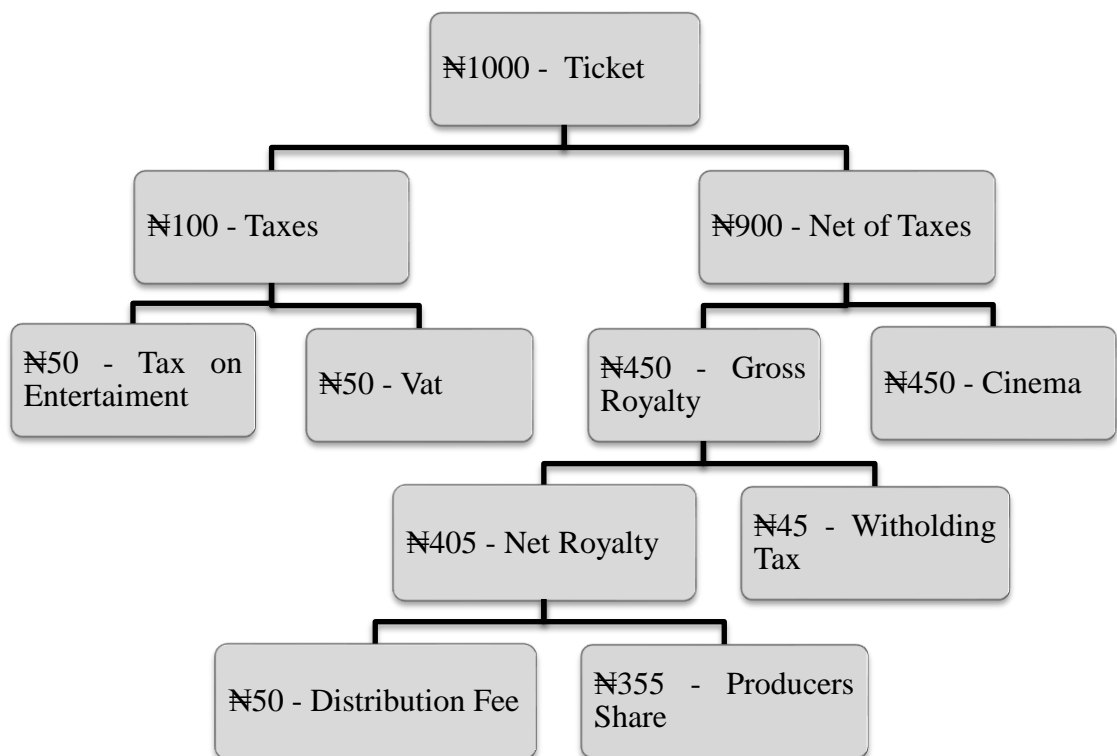 ₦1000 - Ticket
₦100 - Taxes
₦900 - Net of Taxes
₦50 - Tax on
Entertaiment
₦50 - Vat
₦450 - Gross
Royalty
₦450 - Cinema
₦405 - Net Royalty
₦45 - Witholding
Tax
₦50 - Distribution Fee
₦355 - Producers
Share